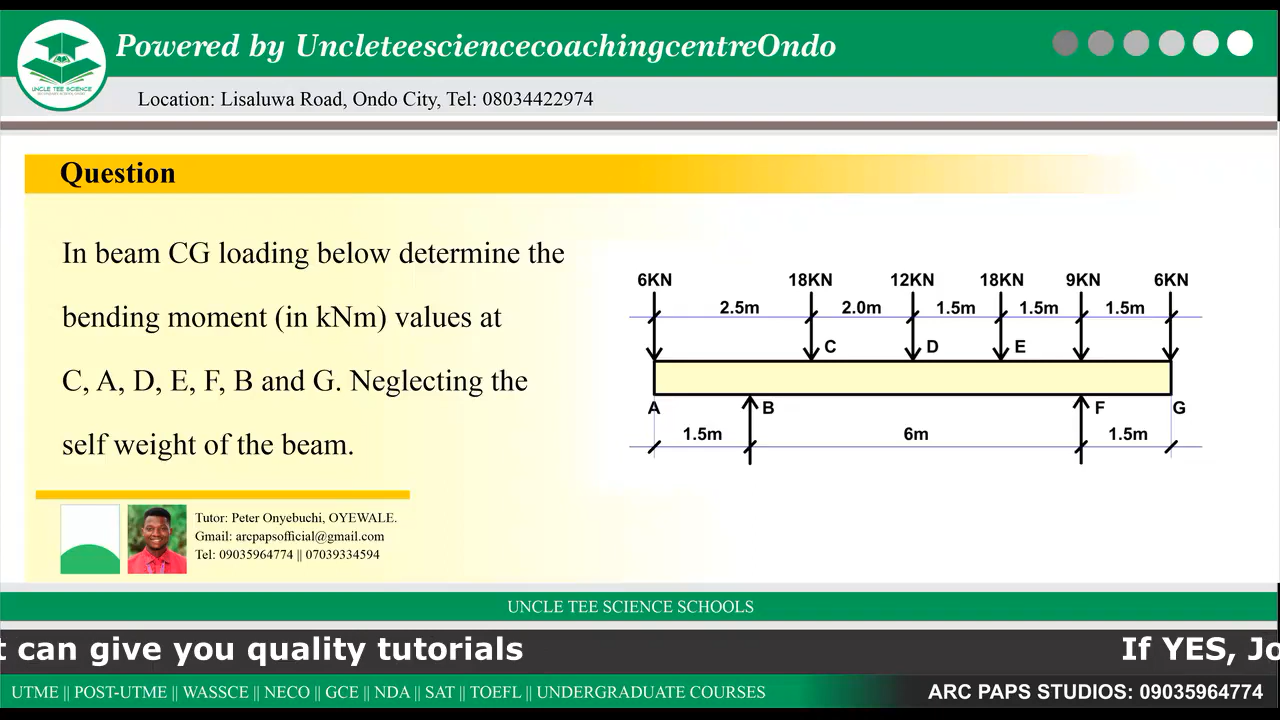 Powered by UncleteesciencecoachingcentreOndo
UNCLE TEE SCIENCE
Location: Lisaluwa Road, Ondo City, Tel: 08034422974
Question
In beam CG loading below determine the
bending moment (in kNm) values at
C, A, D, E, F, B and G. Neglecting the
self weight of the beam.
6KN 18KN 12KN 18KN 9KN 6KN
2.5m 2.0m 1.5m 1.5m 1.5m
C D E
A B F G
1.5m 6m 1.5m
Tutor: Peter Onyebuchi, OYEWALE.
Gmail: arcpapsofficial@gmail.com
Tel: 09035964774 || 07039334594
UNCLE TEE SCIENCE SCHOOLS
t can give you quality tutorials If YES, Jo
UTME || POST-UTME || WASSCE || NECO || GCE || NDA || SAT || TOEFL || UNDERGRADUATE COURSES
ARC PAPS STUDIOS: 09035964774